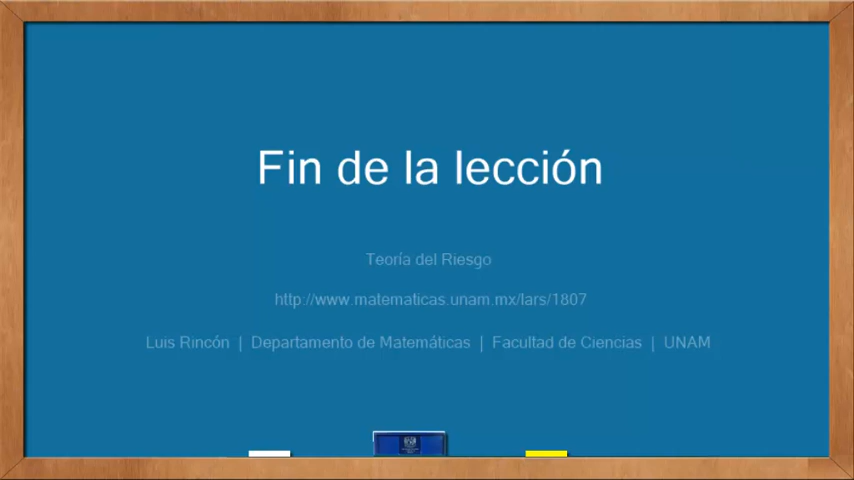 Fin de la lección
Teoría del Riesgo
http://www.matematicas.unam.mx/lars/1807
Luis Rincón | Departamento de Matemáticas | Facultad de Ciencias | UNAM